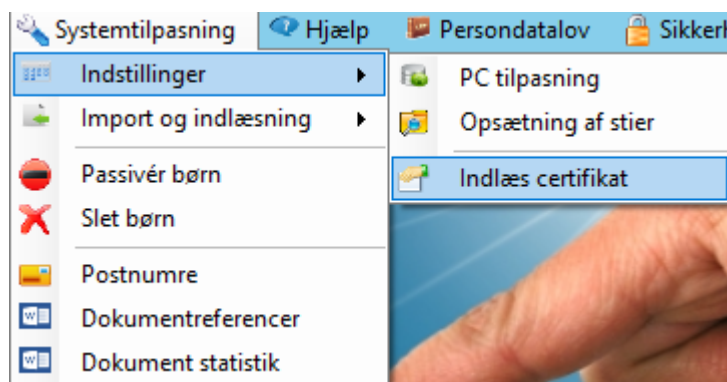 Systemtilpasning Hjælp Persondatalov
Indstillinger
Import og indlæsning
Passivér børn
Slet børn
Postnumre
Dokumentreferencer
Dokument statistik
PC tilpasning
Opsætning af stier
Indlæs certifikat